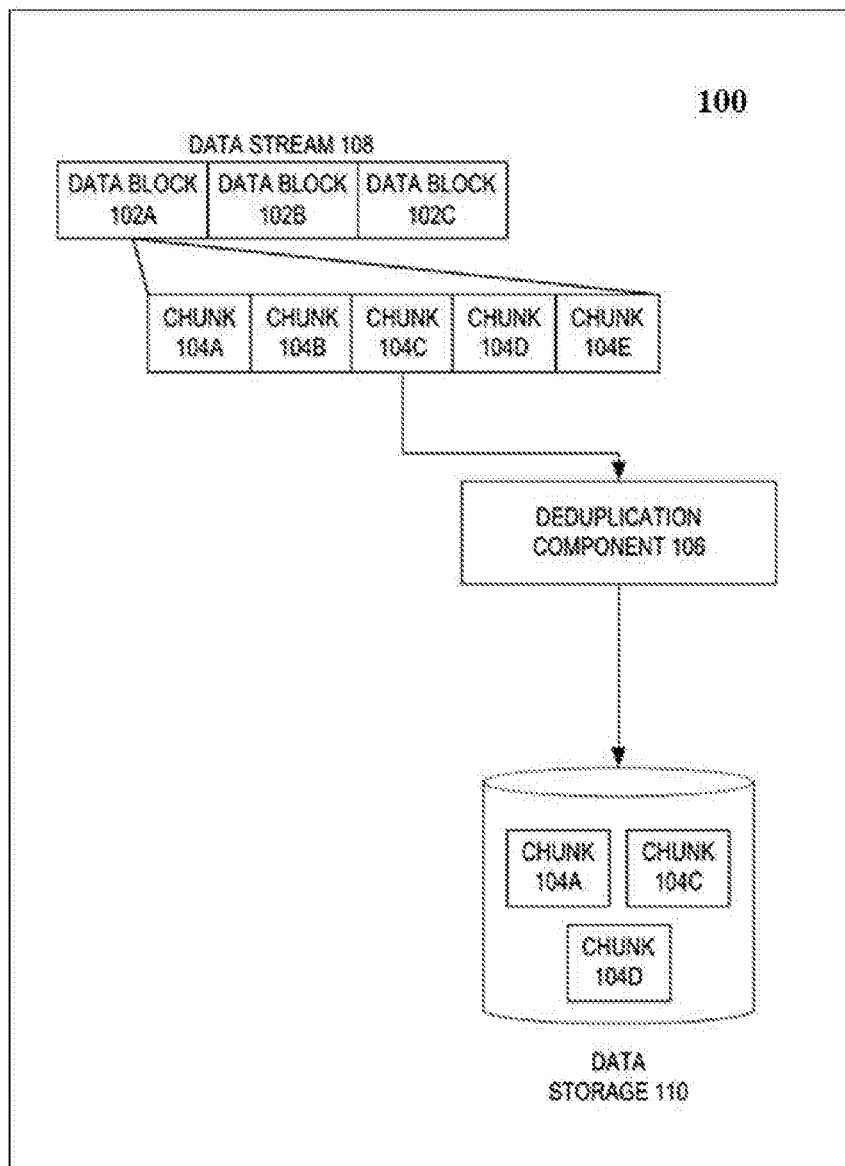 100
DATA STREAM 108
DATA BLOCK
102A
DATA BLOCK
102B
DATA BLOCK
102C
CHUNK
104A
CHUNK
104B
CHUNK
104C
CHUNK
104D
CHUNK
104E
DEDUPLICATION
COMPONENT 106
CHUNK
104A
CHUNK
104C
CHUNK
104D
DATA
STORAGE 110